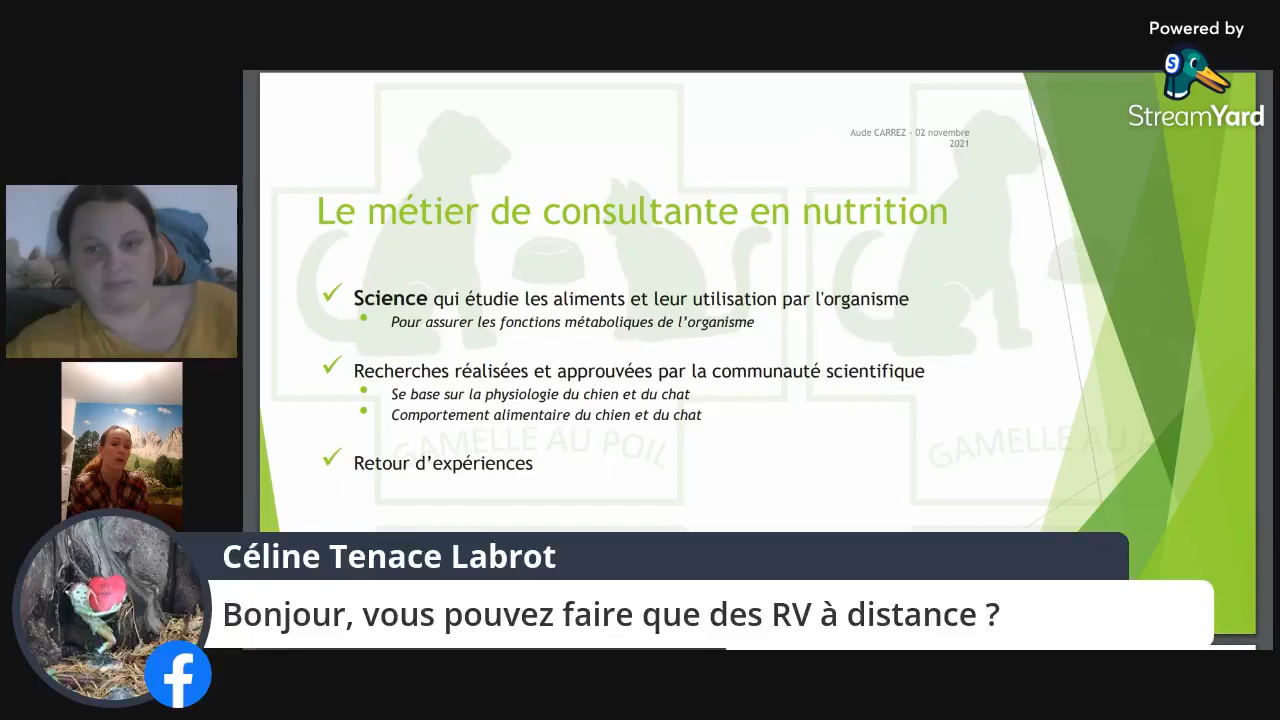 Powered by
StreamYard
Aude CARREZ - 02 novembre
2021
Le métier de consultante en nutrition
Science qui étudie les aliments et leur utilisation par l'organisme
Pour assurer les fonctions métaboliques de l’organisme
Recherches réalisées et approuvées par la communauté scientifique
Se base sur la physiologie du chien et du chat
Comportement alimentaire du chien et du chat
GAMELLE AU POIL
GAMELLE AU
Retour d’expériences
Céline Tenace Labrot
Bonjour, vous pouvez faire que des RV à distance ?